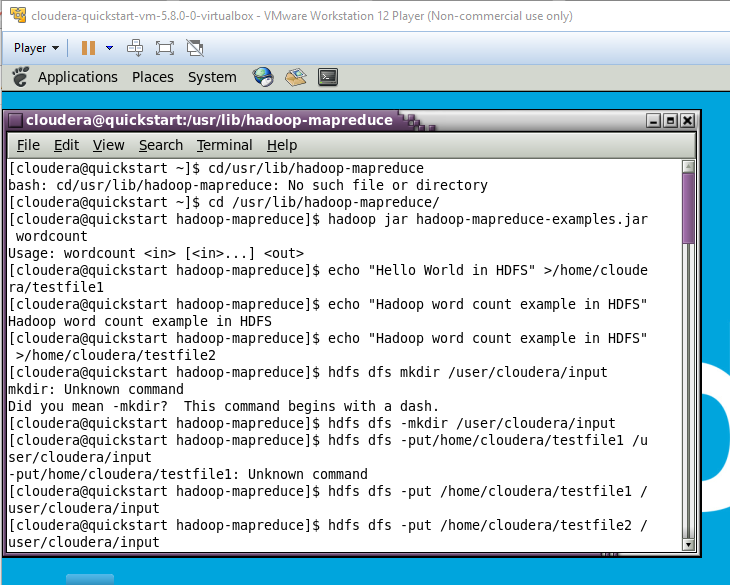 cloudera-quickstart-vm-5.8.0-0-virtualbox - VMware Workstation 12 Player (Non-commercial use only)
Player
Applications Places System
cloudera@quickstart:/usr/lib/hadoop-mapreduce
File Edit View Search Terminal Help
[cloudera@quickstart ~]$ cd/usr/lib/hadoop-mapreduce
bash: cd/usr/lib/hadoop-mapreduce: No such file or directory
[cloudera@quickstart ~]$ cd /usr/lib/hadoop-mapreduce/
[cloudera@quickstart hadoop-mapreduce]$ hadoop jar hadoop-mapreduce-examples.jar
 wordcount
Usage: wordcount <in> [<in>...] <out>
[cloudera@quickstart hadoop-mapreduce]$ echo "Hello World in HDFS" >/home/cloude
ra/testfile1
[cloudera@quickstart hadoop-mapreduce]$ echo "Hadoop word count example in HDFS"
Hadoop word count example in HDFS
[cloudera@quickstart hadoop-mapreduce]$ echo "Hadoop word count example in HDFS"
 >/home/cloudera/testfile2
[cloudera@quickstart hadoop-mapreduce]$ hdfs dfs mkdir /user/cloudera/input
mkdir: Unknown command
Did you mean -mkdir?  This command begins with a dash.
[cloudera@quickstart hadoop-mapreduce]$ hdfs dfs -mkdir /user/cloudera/input
[cloudera@quickstart hadoop-mapreduce]$ hdfs dfs -put/home/cloudera/testfile1 /u
ser/cloudera/input
-put/home/cloudera/testfile1: Unknown command
[cloudera@quickstart hadoop-mapreduce]$ hdfs dfs -put /home/cloudera/testfile1 /
user/cloudera/input
[cloudera@quickstart hadoop-mapreduce]$ hdfs dfs -put /home/cloudera/testfile2 /
user/cloudera/input